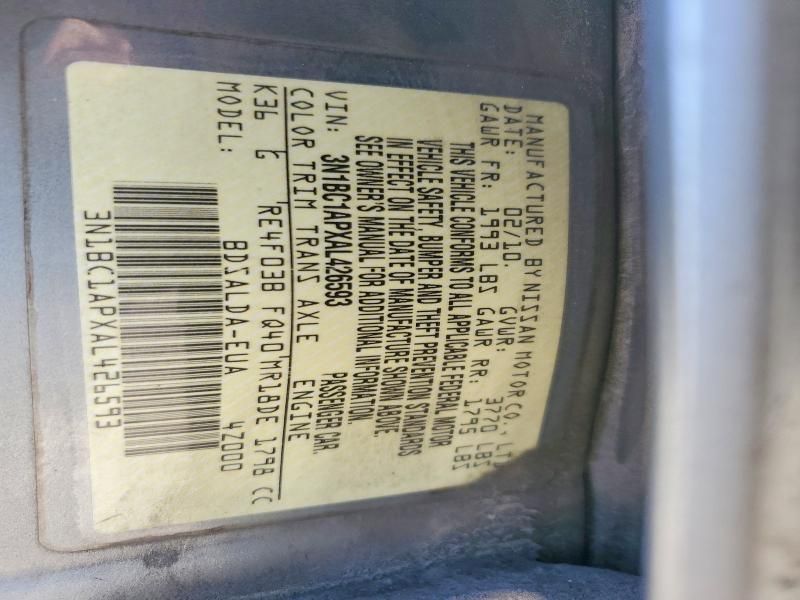 MANUFACTURED BY NISSAN MOTOR CO., LTD
DATE: 02/10. GVWR: 3770 LBS
GAWR FR: 1993 LBS GAWR RR: 1795 LBS
THIS VEHICLE CONFORMS TO ALL APPLICABLE FEDERAL MOTOR
VEHICLE SAFETY, BUMPER AND THEFT PREVENTION STANDARDS
IN EFFECT ON THE DATE OF MANUFACTURE SHOWN ABOVE.
SEE OWNER'S MANUAL FOR ADDITIONAL INFORMATION.
VIN: 3N1BC1APXAL426593 PASSENGER CAR.
COLOR TRIM TRANS AXLE ENGINE
K36 G RE4F03B FQ40 MR18DE 1798 CC
MODEL: BDSALDA-EUA 4Z000
3N1BC1APXAL426593